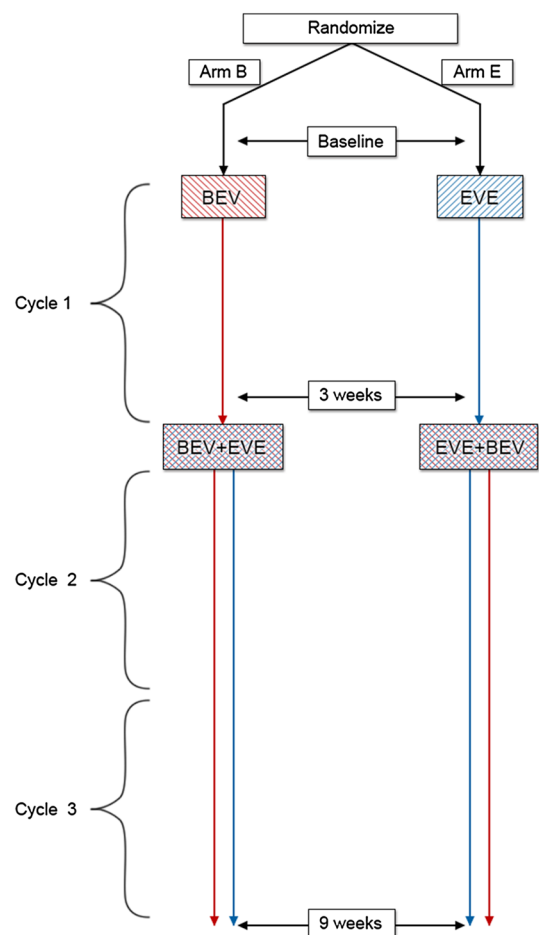 Randomize
Arm B
Arm E
Baseline
BEV
EVE
Cycle 1
3 weeks
BEV+EVE
EVE+BEV
Cycle 2
Cycle 3
9 weeks